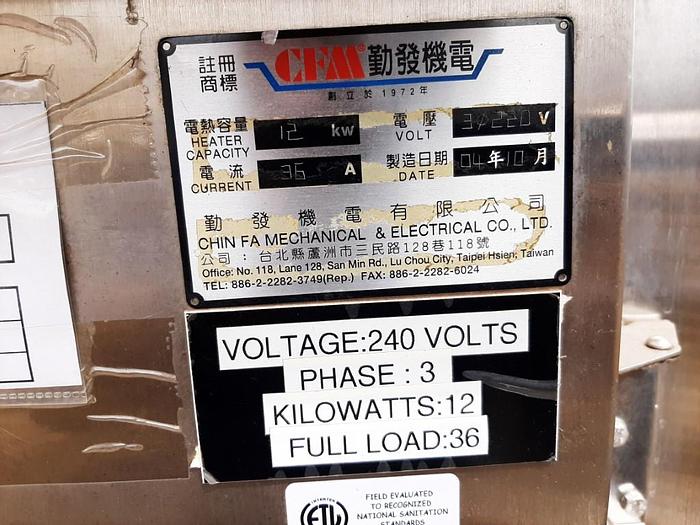 註冊
商標
CFM® 勤發機電
創立於1972年
電熱容量 12 kw
HEATER
CAPACITY
電壓 3φ220 V
VOLT
電流 36 A
CURRENT
製造日期 04年10月
DATE
勤發機電有限公司
CHIN FA MECHANICAL & ELECTRICAL CO., LTD.
公司：台北縣蘆洲市三民路128巷118號
Office: No. 118, Lane 128, San Min Rd., Lu Chou City, Taipei Hsien, Taiwan
TEL: 886-2-2282-3749(Rep.) FAX: 886-2-2282-6024
VOLTAGE:240 VOLTS
PHASE : 3
KILOWATTS:12
FULL LOAD:36
INTERTEK
ETL
FIELD EVALUATED
TO RECOGNIZED
NATIONAL SANITATION
STANDARDS